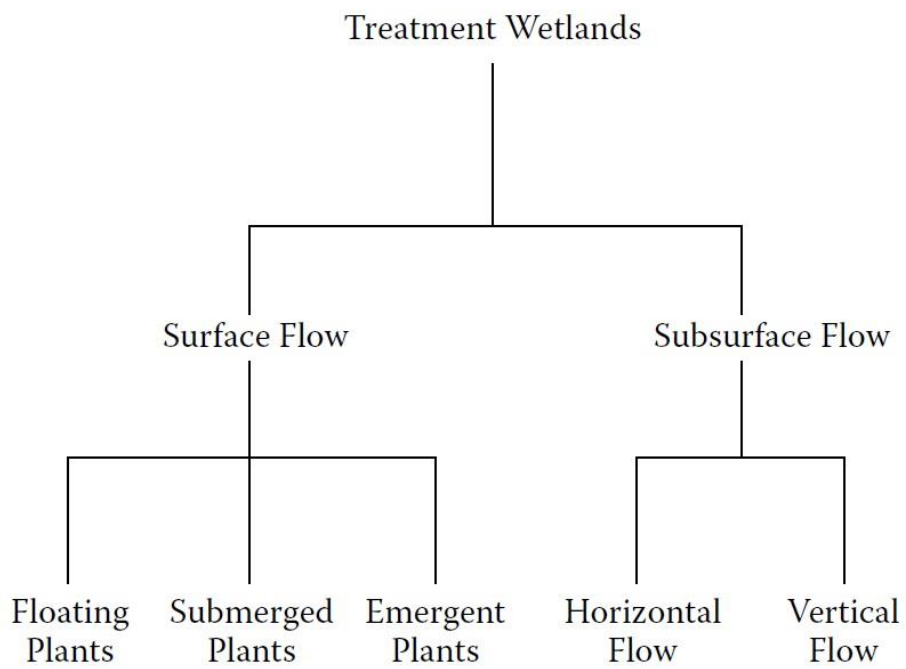 Treatment Wetlands
Surface Flow
Subsurface Flow
Floating
Plants
Submerged
Plants
Emergent
Plants
Horizontal
Flow
Vertical
Flow